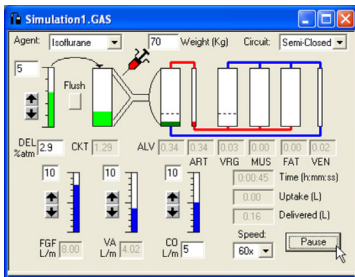 Simulation1.GAS
Agent: Isoflurane 70 Weight (Kg) Circuit: Semi-Closed
5
Flush
DEL %atm 2.9 CKT 1.29 ALV 0.34 0.34 0.03 0.00 0.00 0.02
ART VRG MUS FAT VEN
10 10 10
0:00:45 Time (h:mm:ss)
0.00 Uptake (L)
0.16 Delivered (L)
Speed:
60x Pause
FGF L/m 8.00 VA L/m 4.02 CO L/m 5